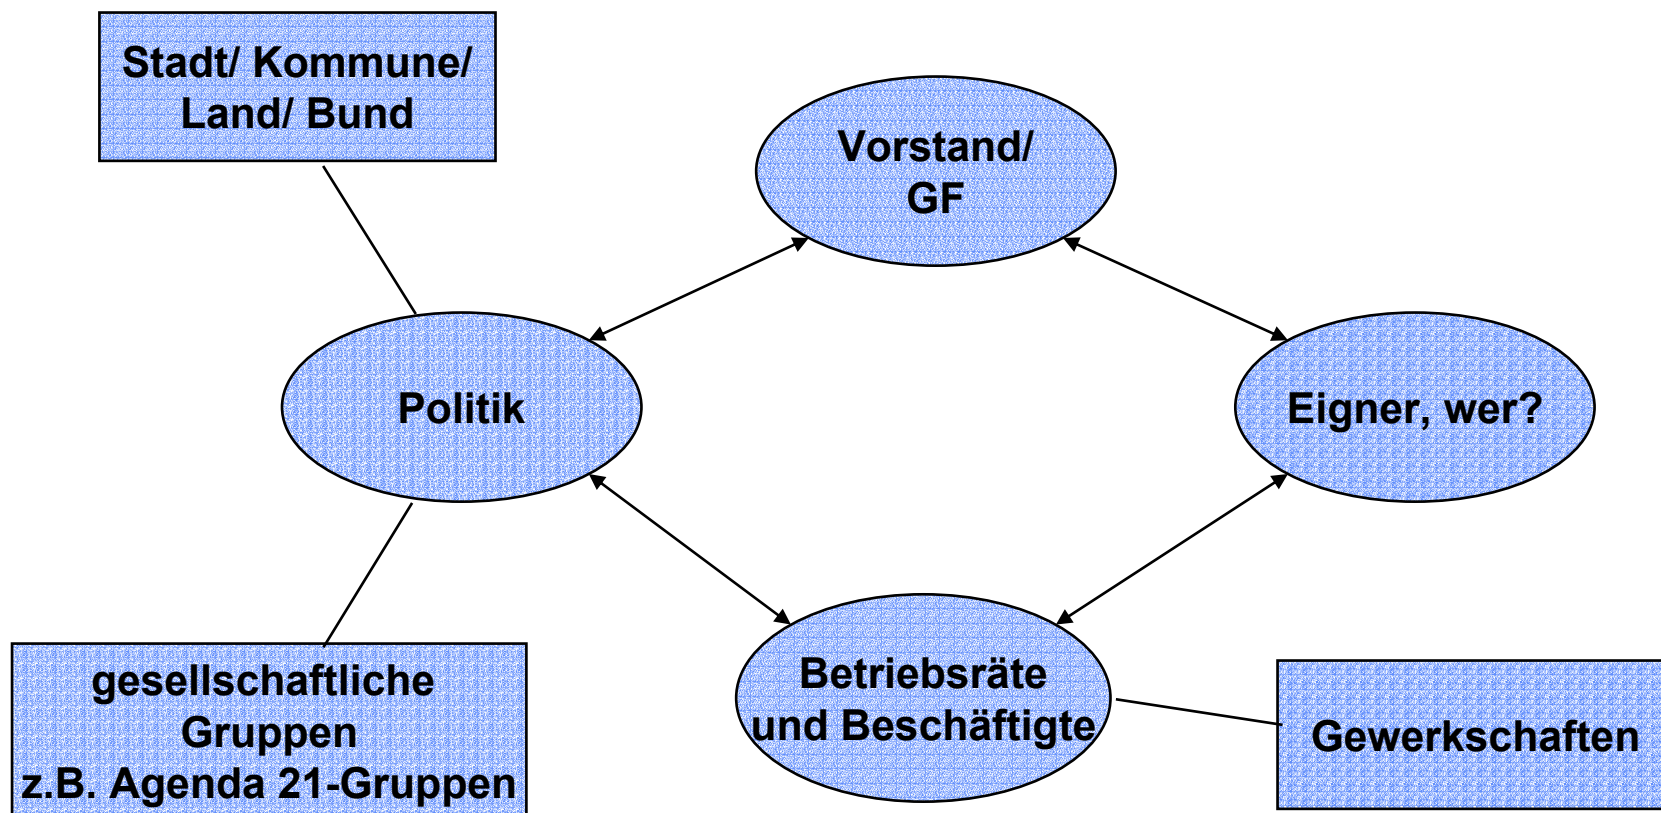 Stadt/ Kommune/
Land/ Bund
Vorstand/
GF
Politik
Eigner, wer?
gesellschaftliche
Gruppen
z.B. Agenda 21-Gruppen
Betriebsräte
und Beschäftigte
Gewerkschaften